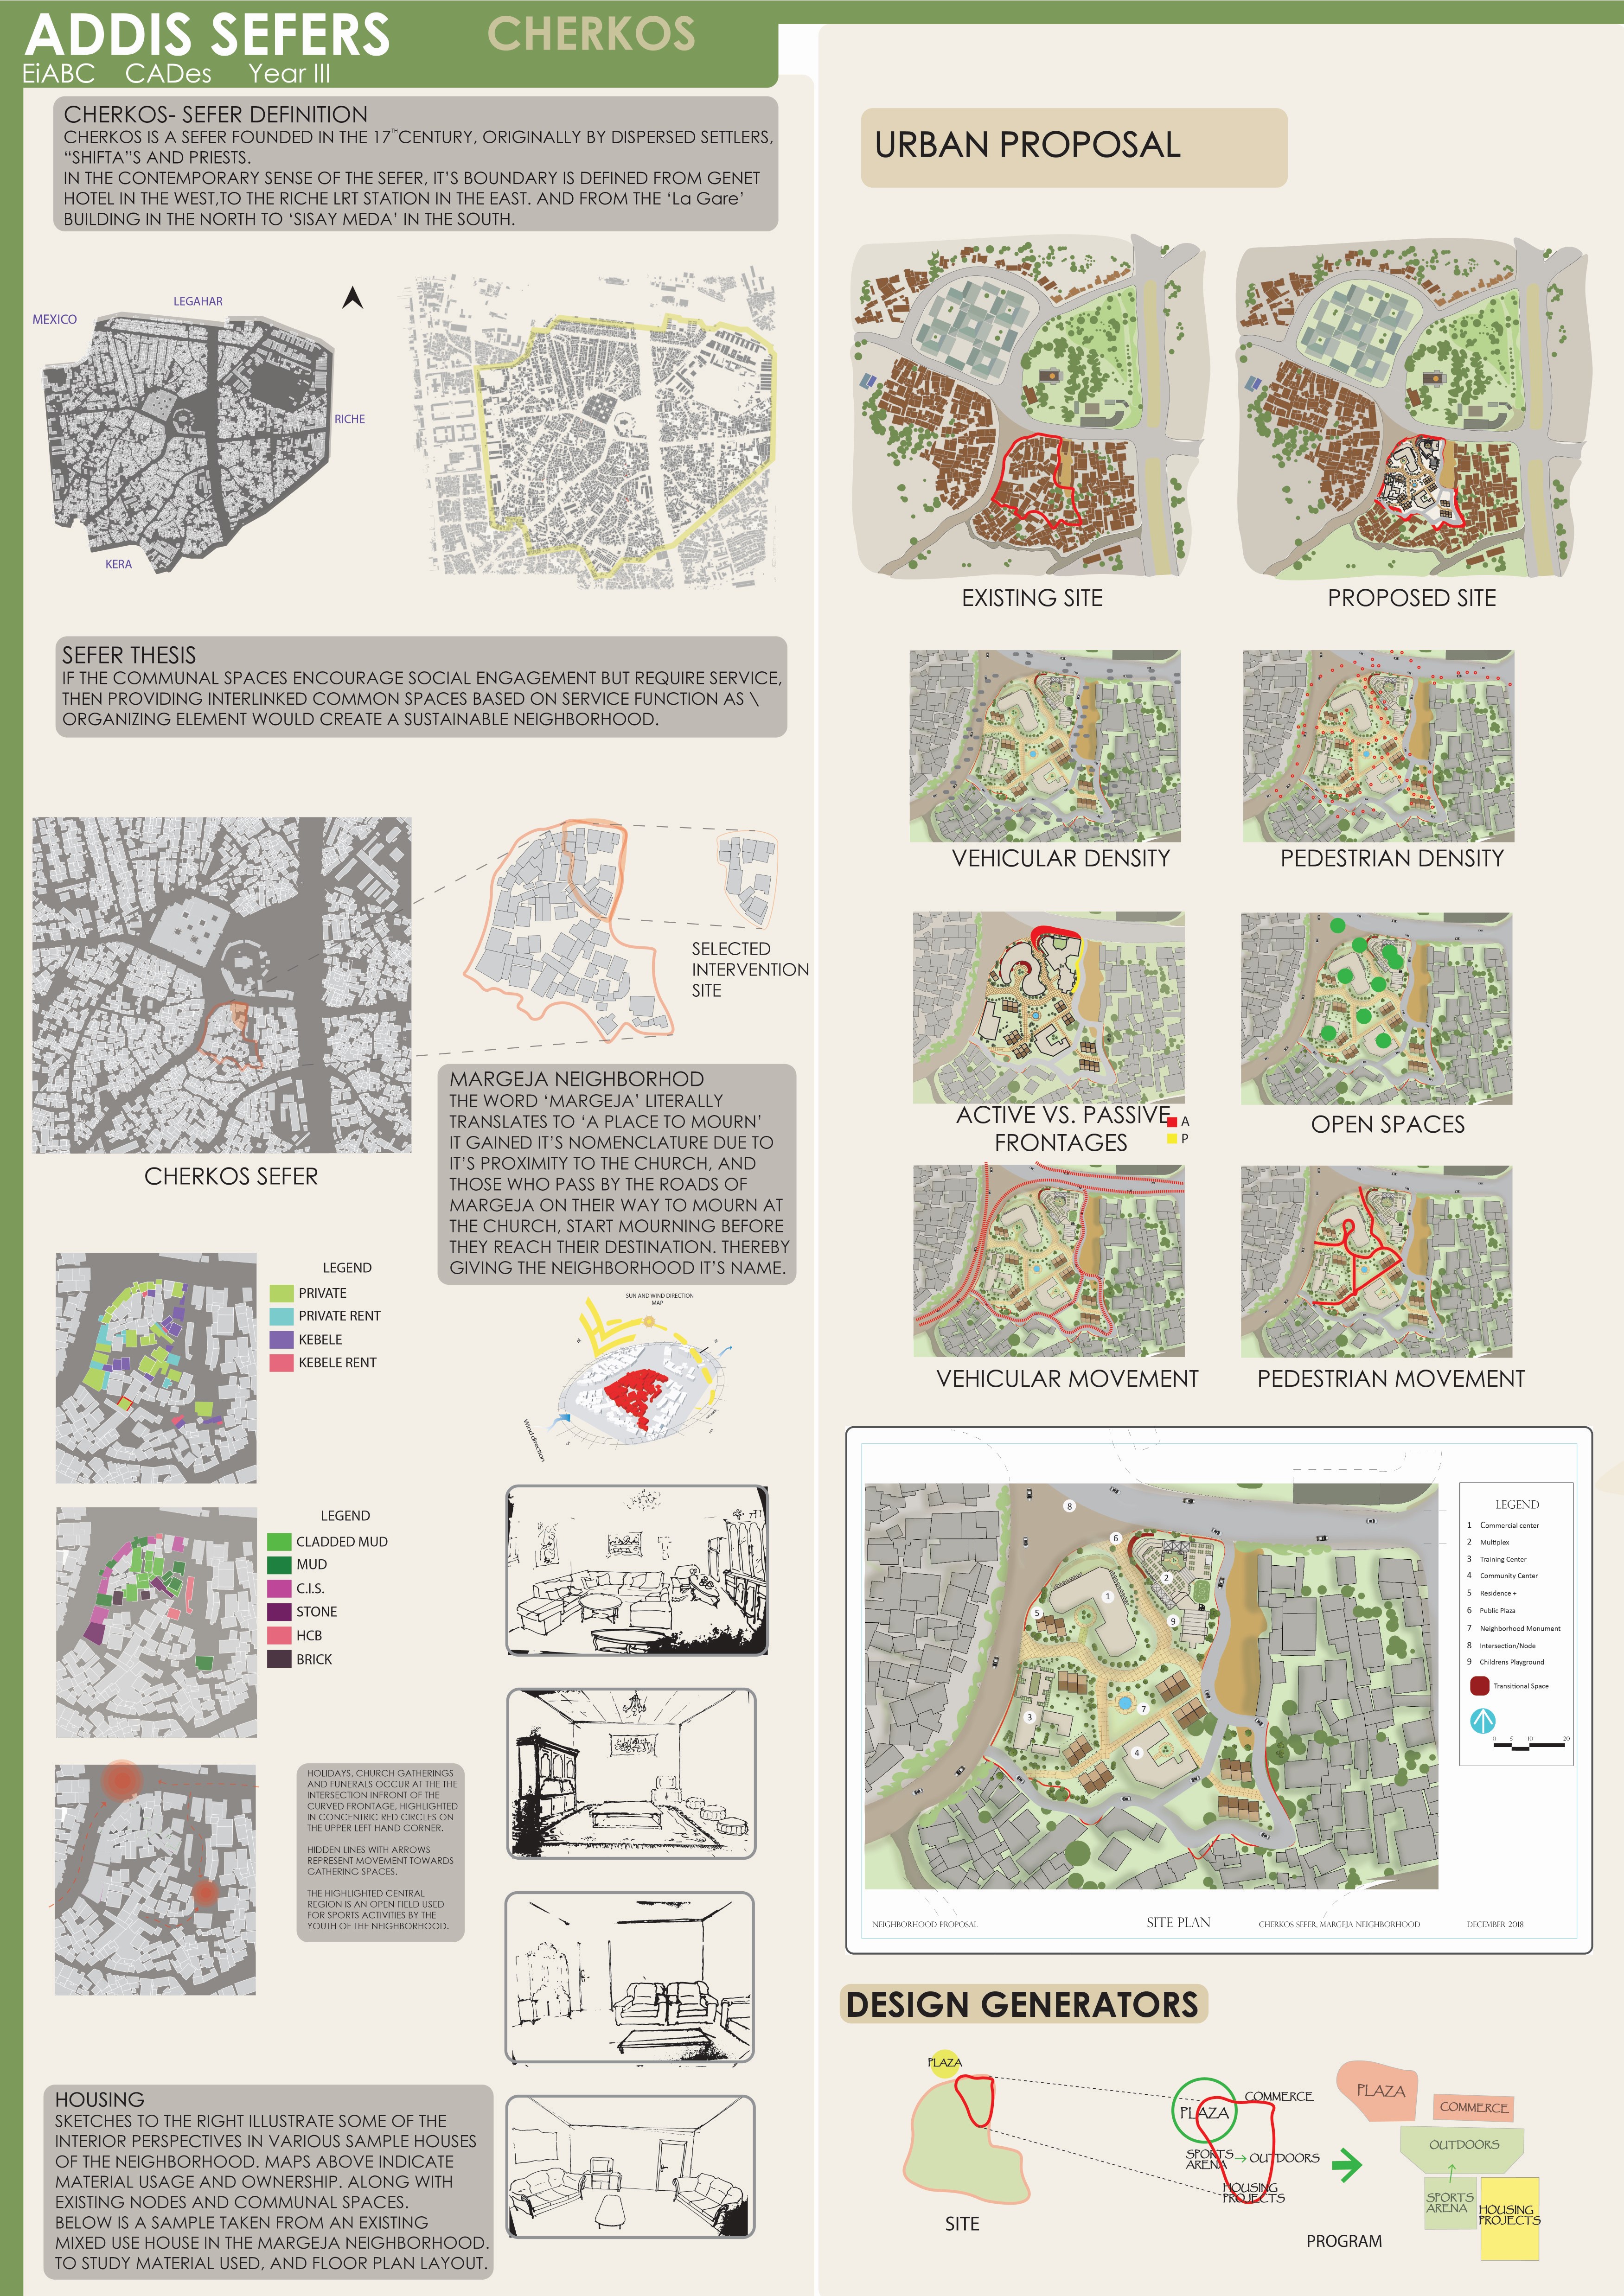 ADDIS SEFERS
CHERKOS
EiABC CADes Year III
CHERKOS- SEFER DEFINITION
CHERKOS IS A SEFER FOUNDED IN THE 17TH CENTURY, ORIGINALLY BY DISPERSED SETTLERS,
“SHIFTA”S AND PRIESTS.
IN THE CONTEMPORARY SENSE OF THE SEFER, IT’S BOUNDARY IS DEFINED FROM GENET
HOTEL IN THE WEST,TO THE RICHE LRT STATION IN THE EAST. AND FROM THE ‘La Gare’
BUILDING IN THE NORTH TO ‘SISAY MEDA’ IN THE SOUTH.
LEGAHAR
MEXICO
RICHE
KERA
SEFER THESIS
IF THE COMMUNAL SPACES ENCOURAGE SOCIAL ENGAGEMENT BUT REQUIRE SERVICE,
THEN PROVIDING INTERLINKED COMMON SPACES BASED ON SERVICE FUNCTION AS \
ORGANIZING ELEMENT WOULD CREATE A SUSTAINABLE NEIGHBORHOOD.
SELECTED
INTERVENTION
SITE
CHERKOS SEFER
MARGEJA NEIGHBORHOD
THE WORD ‘MARGEJA’ LITERALLY
TRANSLATES TO ‘A PLACE TO MOURN’
IT GAINED IT’S NOMENCLATURE DUE TO
IT’S PROXIMITY TO THE CHURCH, AND
THOSE WHO PASS BY THE ROADS OF
MARGEJA ON THEIR WAY TO MOURN AT
THE CHURCH, START MOURNING BEFORE
THEY REACH THEIR DESTINATION. THEREBY
GIVING THE NEIGHBORHOOD IT’S NAME.
LEGEND
PRIVATE
PRIVATE RENT
KEBELE
KEBELE RENT
SUN AND WIND DIRECTION
MAP
Wind direction
LEGEND
CLADDED MUD
MUD
C.I.S.
STONE
HCB
BRICK
HOLIDAYS, CHURCH GATHERINGS
AND FUNERALS OCCUR AT THE THE
INTERSECTION INFRONT OF THE
CURVED FRONTAGE, HIGHLIGHTED
IN CONCENTRIC RED CIRCLES ON
THE UPPER LEFT HAND CORNER.
HIDDEN LINES WITH ARROWS
REPRESENT MOVEMENT TOWARDS
GATHERING SPACES.
THE HIGHLIGHTED CENTRAL
REGION IS AN OPEN FIELD USED
FOR SPORTS ACTIVITIES BY THE
YOUTH OF THE NEIGHBORHOOD.
HOUSING
SKETCHES TO THE RIGHT ILLUSTRATE SOME OF THE
INTERIOR PERSPECTIVES IN VARIOUS SAMPLE HOUSES
OF THE NEIGHBORHOOD. MAPS ABOVE INDICATE
MATERIAL USAGE AND OWNERSHIP. ALONG WITH
EXISTING NODES AND COMMUNAL SPACES.
BELOW IS A SAMPLE TAKEN FROM AN EXISTING
MIXED USE HOUSE IN THE MARGEJA NEIGHBORHOOD.
TO STUDY MATERIAL USED, AND FLOOR PLAN LAYOUT.
URBAN PROPOSAL
EXISTING SITE
PROPOSED SITE
VEHICULAR DENSITY
PEDESTRIAN DENSITY
ACTIVE VS. PASSIVE
FRONTAGES
A
P
OPEN SPACES
VEHICULAR MOVEMENT
PEDESTRIAN MOVEMENT
8
6
2
1
5
9
7
3
4
LEGEND
1 Commercial center
2 Multiplex
3 Training Center
4 Community Center
5 Residence +
6 Public Plaza
7 Neighborhood Monument
8 Intersection/Node
9 Childrens Playground
Transitional Space
0 5 10 20
NEIGHBORHOOD PROPOSAL
SITE PLAN
CHERKOS SEFER, MARGEJA NEIGHBORHOOD
DECEMBER 2018
DESIGN GENERATORS
PLAZA
SITE
PLAZA
COMMERCE
SPORTS
ARENA
OUTDOORS
HOUSING
PROJECTS
PLAZA
COMMERCE
OUTDOORS
SPORTS
ARENA
HOUSING
PROJECTS
PROGRAM